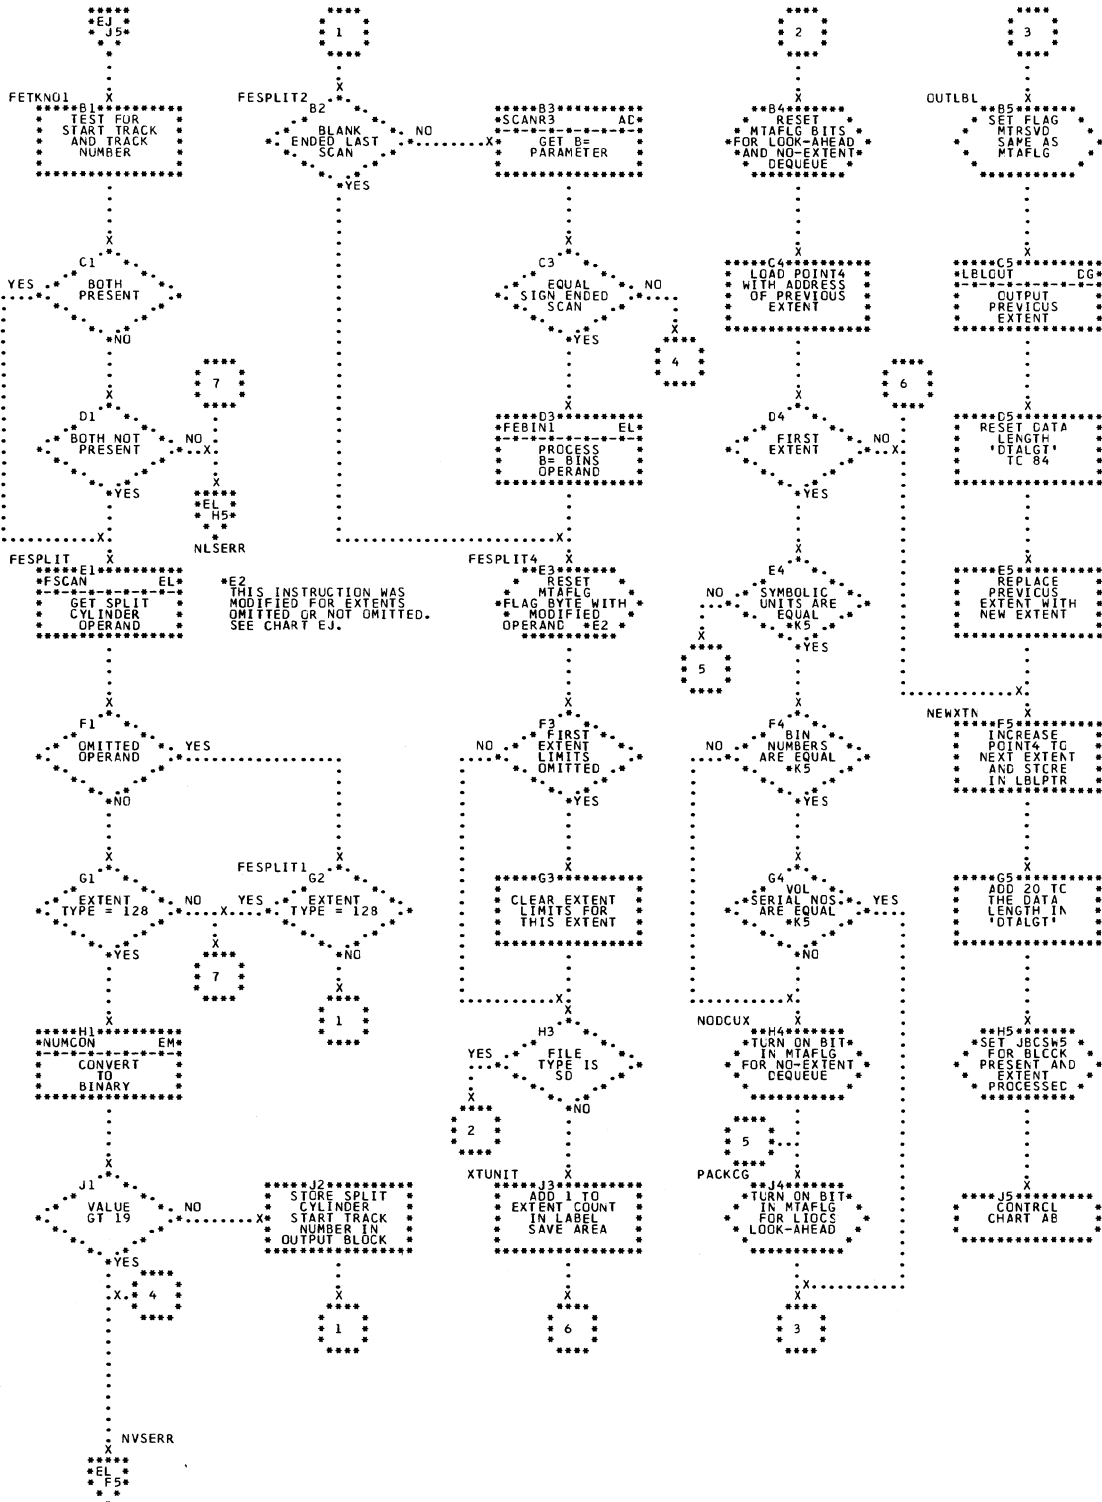 EJ
J5
1
2
3
FETKNO1
B1
TEST FOR
START TRACK
AND TRACK
NUMBER
FESPLIT2
B2
BLANK
ENDED LAST
SCAN
NO
YES
B3
SCANR3 AC
GET B=
PARAMETER
B4
RESET
MTAFLG BITS
FOR LOOK-AHEAD
AND NO-EXTENT
DEQUEUE
OUTLBL
B5
SET FLAG
MTRSVD
SAME AS
MTAFLG
C1
BOTH
PRESENT
YES
NO
C3
EQUAL
SIGN ENDED
SCAN
NO
YES
4
C4
LOAD POINT4
WITH ADDRESS
OF PREVIOUS
EXTENT
C5
LBLOUT CG
OUTPUT
PREVIOUS
EXTENT
7
6
D1
BOTH NOT
PRESENT
NO
YES
EL
H5
NLSERR
D3
FEBIN1 EL
PROCESS
B= BINS
OPERAND
D4
FIRST
EXTENT
NO
YES
D5
RESET DATA
LENGTH
'DTALGT'
TC 84
FESPLIT
E1
FSCAN EL
GET SPLIT
CYLINDER
OPERAND
*E2
THIS INSTRUCTION WAS
MODIFIED FOR EXTENTS
OMITTED OR NOT OMITTED.
SEE CHART EJ.
FESPLIT4
E3
RESET
MTAFLG
FLAG BYTE WITH
MODIFIED
OPERAND *E2
E4
SYMBOLIC
UNITS ARE
EQUAL
*K5
NO
YES
5
E5
REPLACE
PREVICUS
EXTENT WITH
NEW EXTENT
F1
OMITTED
OPERAND
YES
NO
F3
FIRST
EXTENT
LIMITS
OMITTED
NO
YES
F4
BIN
NUMBERS
ARE EQUAL
*K5
NO
YES
NEWXTN
F5
INCREASE
POINT4 TO
NEXT EXTENT
AND STCRE
IN LBLPTR
G1
EXTENT
TYPE = 128
NO
YES
7
FESPLIT1
G2
EXTENT
TYPE = 128
YES
NO
1
G3
CLEAR EXTENT
LIMITS FOR
THIS EXTENT
G4
VOL
SERIAL NOS.
ARE EQUAL
*K5
YES
NO
G5
ADD 20 TC
THE DATA
LENGTH IN
'DTALGT'
H1
NUMCON EM
CONVERT
TO
BINARY
H3
FILE
TYPE IS
SD
YES
NO
2
NODCUX
H4
TURN ON BIT
IN MTAFLG
FOR NO-EXTENT
DEQUEUE
H5
SET JBCSW5
FOR BLCCK
PRESENT AND
EXTENT
PROCESSED
5
J1
VALUE
GT 19
NO
YES
4
J2
STORE SPLIT
CYLINDER
START TRACK
NUMBER IN
OUTPUT BLOCK
1
XTUNIT
J3
ADD 1 TO
EXTENT COUNT
IN LABEL
SAVE AREA
6
PACKCG
J4
TURN ON BIT
IN MTAFLG
FOR LIOCS
LOOK-AHEAD
3
J5
CONTRCL
CHART AB
NVSERR
EL
F5